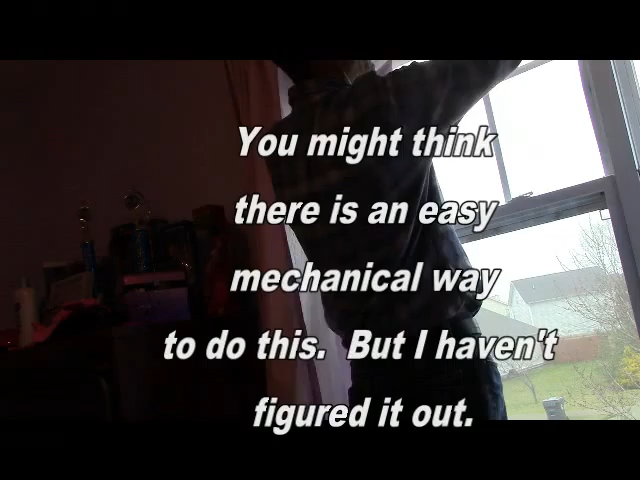 You might think
there is an easy
mechanical way
to do this.  But I haven't
figured it out.